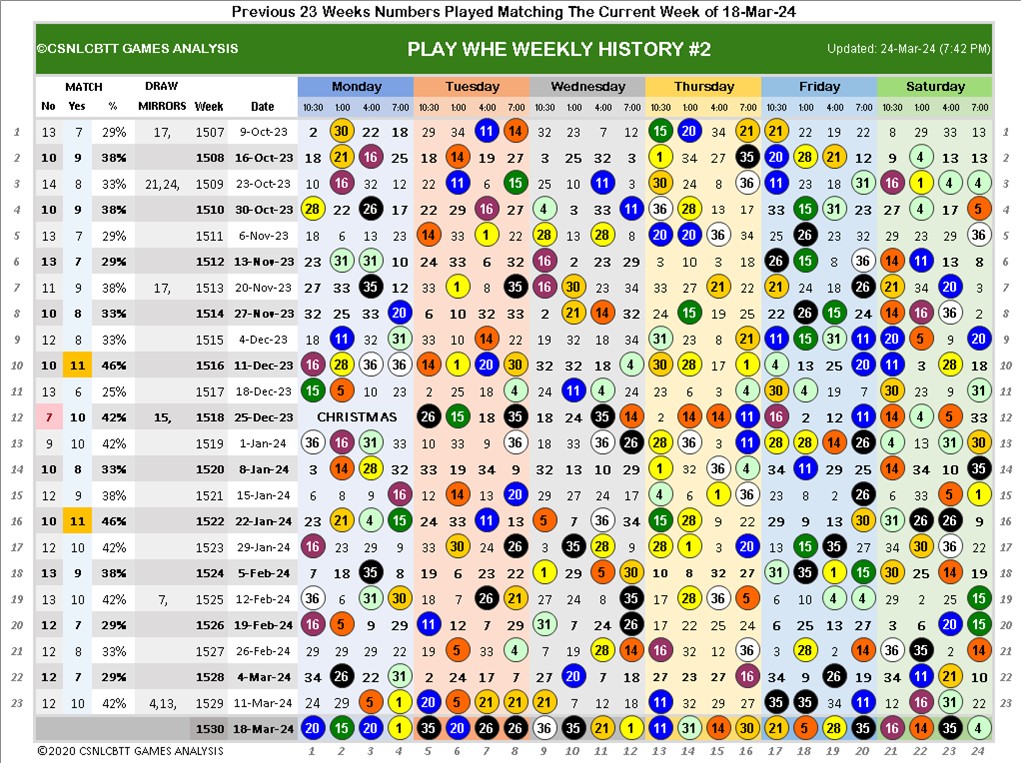 Previous 23 Weeks Numbers Played Matching The Current Week of 18-Mar-24
©CSNLCBTT GAMES ANALYSIS PLAY WHE WEEKLY HISTORY #2 Updated: 24-Mar-24 (7:42 PM)
MATCH DRAW Monday Tuesday Wednesday Thursday Friday Saturday
No Yes % MIRRORS Week Date 10:30 1:00 4:00 7:00 10:30 1:00 4:00 7:00 10:30 1:00 4:00 7:00 10:30 1:00 4:00 7:00 10:30 1:00 4:00 7:00 10:30 1:00 4:00 7:00
1 13 7 29% 17, 1507 9-Oct-23 2 30 22 18 29 34 11 14 32 23 7 12 15 20 34 21 21 22 19 22 8 29 33 13 1
2 10 9 38% 1508 16-Oct-23 18 21 16 25 18 14 19 27 3 25 32 3 1 34 27 35 20 28 21 12 9 4 13 13 2
3 14 8 33% 21,24, 1509 23-Oct-23 10 16 32 12 22 11 6 15 25 10 11 3 30 24 8 36 11 23 18 31 16 1 4 4 3
4 10 9 38% 1510 30-Oct-23 28 22 26 17 22 29 16 27 4 3 33 11 36 28 13 17 33 15 31 23 27 4 17 5 4
5 13 7 29% 1511 6-Nov-23 18 6 13 23 14 33 1 22 28 13 28 8 20 20 36 34 25 26 23 32 29 23 29 36 5
6 13 7 29% 1512 13-Nov-23 23 31 31 10 24 33 6 32 16 2 23 29 3 10 3 18 26 15 8 36 14 11 13 8 6
7 11 9 38% 17, 1513 20-Nov-23 27 33 35 12 33 1 8 35 16 30 23 34 33 27 21 22 21 24 18 26 21 34 20 3 7
8 10 8 33% 1514 27-Nov-23 32 25 33 20 6 10 32 33 2 21 14 32 24 15 19 25 22 26 15 24 14 16 36 2 8
9 12 8 33% 1515 4-Dec-23 18 11 32 31 33 10 14 22 19 32 18 34 31 23 8 21 11 15 31 11 20 5 9 20 9
10 10 11 46% 1516 11-Dec-23 16 28 36 36 14 1 20 30 32 32 18 4 30 28 17 1 4 13 25 20 11 3 28 18 10
11 13 6 25% 1517 18-Dec-23 15 5 10 23 2 25 18 4 24 11 4 24 23 29 22 4 30 4 19 12 30 23 9 31 11
12 7 10 42% 15, 1518 25-Dec-23 CHRISTMAS 26 15 18 35 18 24 35 14 2 14 14 11 16 2 12 11 14 4 5 33 12
13 9 10 42% 1519 1-Jan-24 36 16 31 33 10 33 9 36 18 33 36 26 28 36 3 11 28 28 14 26 4 13 31 30 13
14 10 8 33% 1520 8-Jan-24 3 14 28 32 33 19 34 9 32 13 10 29 1 32 36 4 34 11 29 25 14 34 10 35 14
15 12 9 38% 1521 15-Jan-24 6 8 9 16 12 14 13 20 29 27 24 17 4 6 1 36 23 8 2 26 6 33 5 1 15
16 10 11 46% 1522 22-Jan-24 23 21 4 15 24 33 11 13 5 7 36 34 15 28 9 22 29 9 13 30 31 26 26 9 16
17 12 10 42% 1523 29-Jan-24 16 23 29 9 33 30 24 26 3 35 28 9 28 1 3 20 13 15 35 27 34 30 36 22 17
18 13 9 38% 1524 5-Feb-24 7 18 35 8 19 6 23 22 1 29 5 30 10 8 32 27 31 35 1 15 30 25 14 19 18
19 13 10 42% 7, 1525 12-Feb-24 36 6 31 30 18 7 26 21 27 24 8 35 17 28 36 5 6 10 4 4 29 2 25 15 19
20 12 7 29% 1526 19-Feb-24 16 5 9 29 11 12 7 29 31 7 24 26 22 25 29 10 6 25 13 27 3 6 20 15 20
21 12 8 33% 1527 26-Feb-24 29 29 29 22 19 5 33 4 7 9 28 14 16 32 12 16 3 28 2 14 36 35 2 14 21
22 12 7 29% 1528 4-Mar-24 34 26 22 31 2 24 17 7 27 20 7 18 27 23 27 16 34 9 26 19 22 11 21 10 22
23 12 10 42% 4,13, 1529 11-Mar-24 24 29 5 1 20 5 21 21 21 7 12 18 11 32 29 27 35 35 34 11 22 16 31 24 23
1530 18-Mar-24 20 15 20 1 35 20 26 26 36 35 21 1 11 31 14 30 21 5 28 35 16 14 35 4
©2020 CSNLCBTT GAMES ANALYSIS 1 2 3 4 5 6 7 8 9 10 11 12 13 14 15 16 17 18 19 20 21 22 23 24